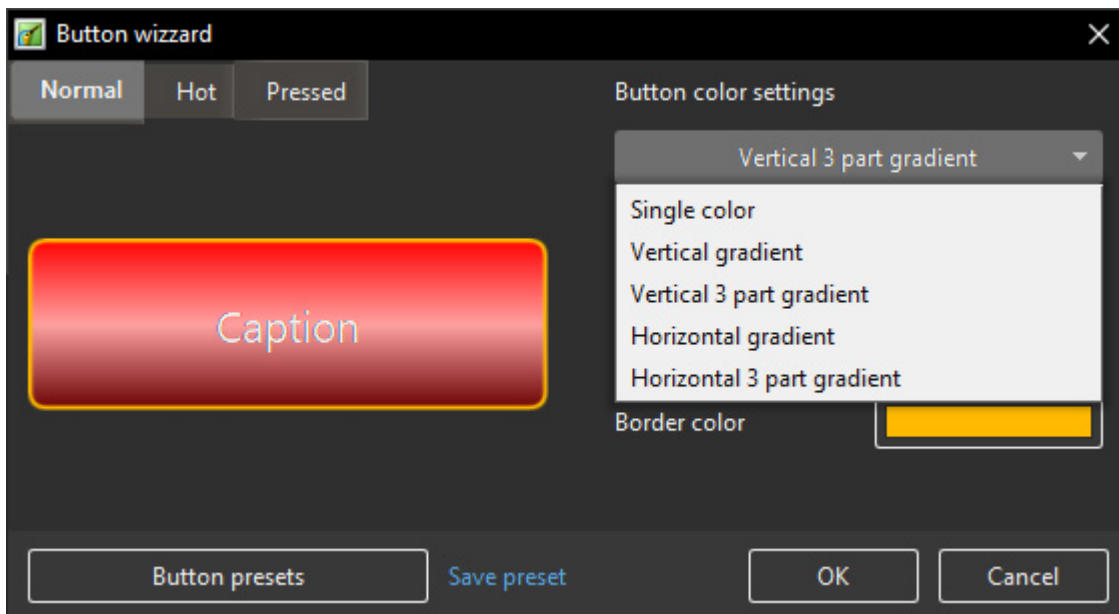 Button wizzard
Normal Hot Pressed
Button color settings
Vertical 3 part gradient
Single color
Vertical gradient
Vertical 3 part gradient
Horizontal gradient
Horizontal 3 part gradient
Caption
Border color
Button presets Save preset OK Cancel